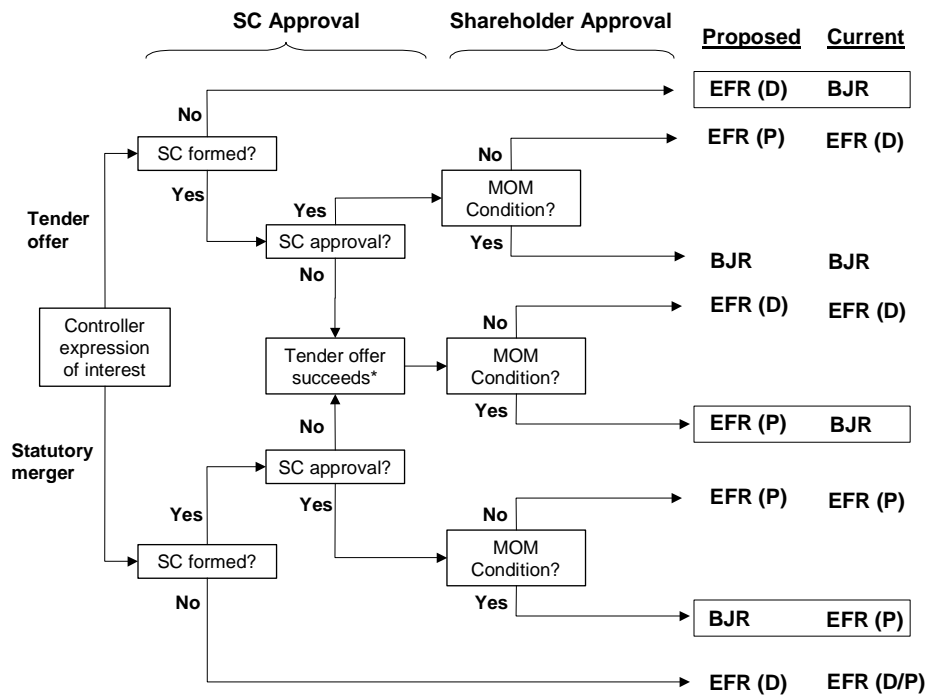 SC Approval
Shareholder Approval
Proposed
Current
EFR (D)
BJR
No
SC formed?
EFR (P)
EFR (D)
No
Yes
Yes
MOM
Condition?
Tender
offer
SC approval?
Yes
No
BJR
BJR
EFR (D)
EFR (D)
No
Controller
expression
of interest
Tender offer
succeeds*
MOM
Condition?
Yes
No
EFR (P)
BJR
Statutory
merger
SC approval?
EFR (P)
EFR (P)
Yes
Yes
No
SC formed?
MOM
Condition?
No
Yes
BJR
EFR (P)
EFR (D)
EFR (D/P)